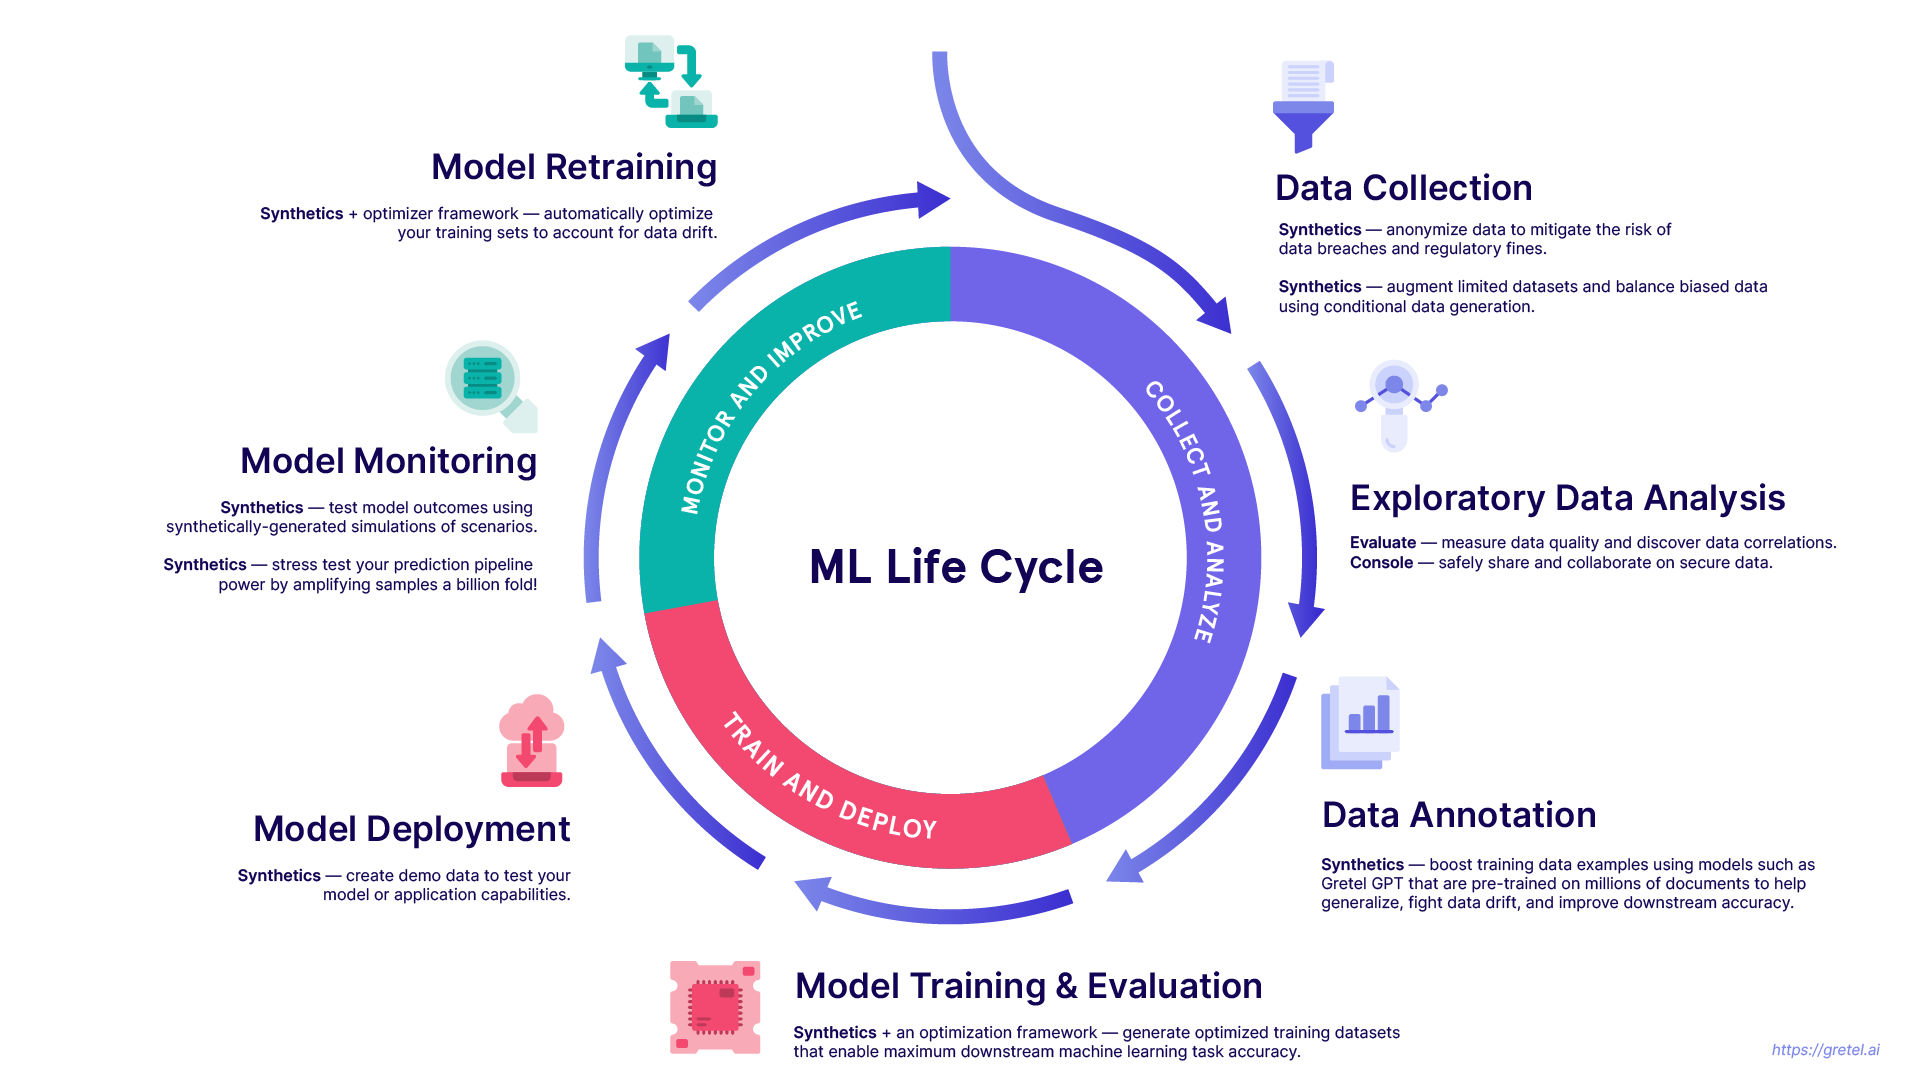 Model Retraining
Synthetics + optimizer framework — automatically optimize
your training sets to account for data drift.
Data Collection
Synthetics — anonymize data to mitigate the risk of
data breaches and regulatory fines.
Synthetics — augment limited datasets and balance biased data
using conditional data generation.
MONITOR AND IMPROVE
COLLECT AND ANALYZE
TRAIN AND DEPLOY
ML Life Cycle
Model Monitoring
Synthetics — test model outcomes using
synthetically-generated simulations of scenarios.
Synthetics — stress test your prediction pipeline
power by amplifying samples a billion fold!
Exploratory Data Analysis
Evaluate — measure data quality and discover data correlations.
Console — safely share and collaborate on secure data.
Model Deployment
Synthetics — create demo data to test your
model or application capabilities.
Data Annotation
Synthetics — boost training data examples using models such as
Gretel GPT that are pre-trained on millions of documents to help
generalize, fight data drift, and improve downstream accuracy.
Model Training & Evaluation
Synthetics + an optimization framework — generate optimized training datasets
that enable maximum downstream machine learning task accuracy.
https://gretel.ai